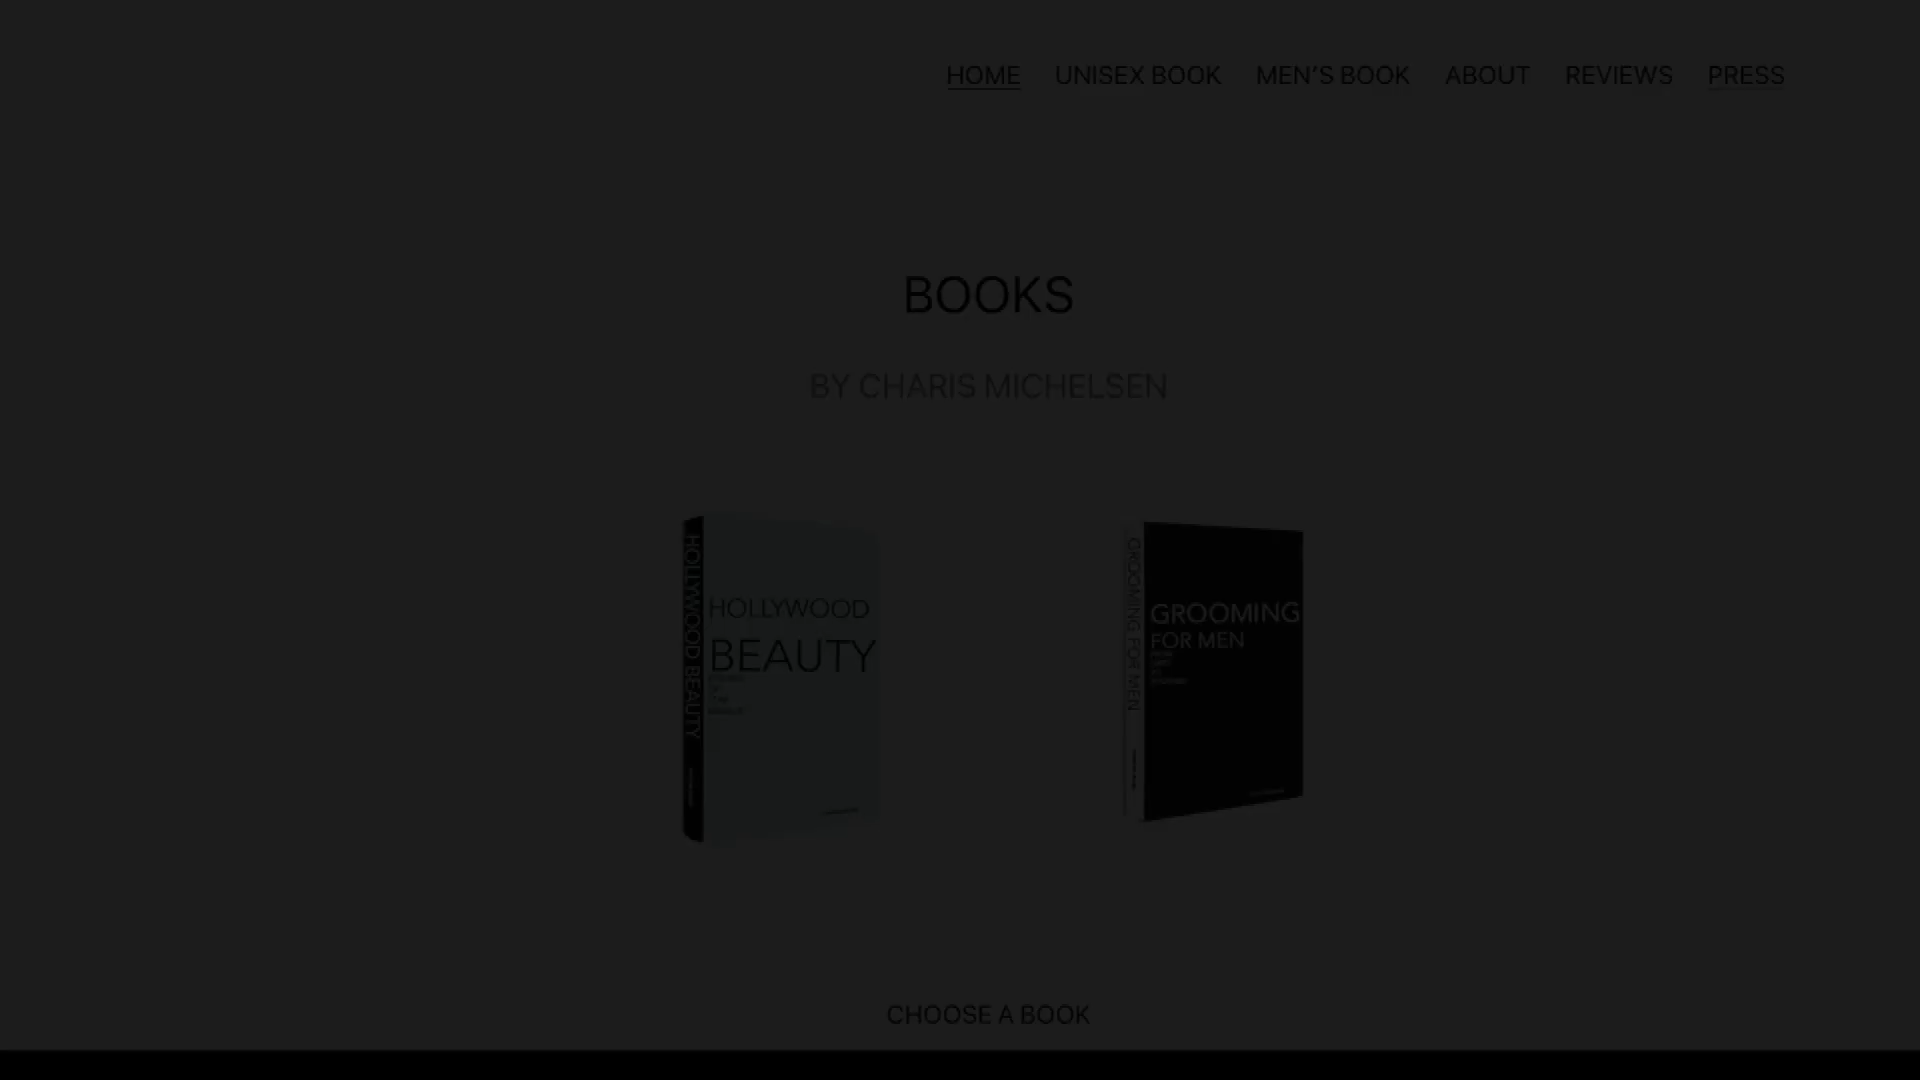 HOME UNISEX BOOK MEN'S BOOK ABOUT REVIEWS PRESS
BOOKS
BY CHARIS MICHELSEN
HOLLYWOOD BEAUTY
HOLLYWOOD
BEAUTY
GROOMING FOR MEN
GROOMING
FOR MEN
CHOOSE A BOOK